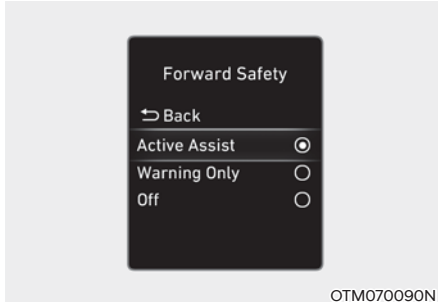 Forward Safety
Back
Active Assist
Warning Only
Off
OTM070090N